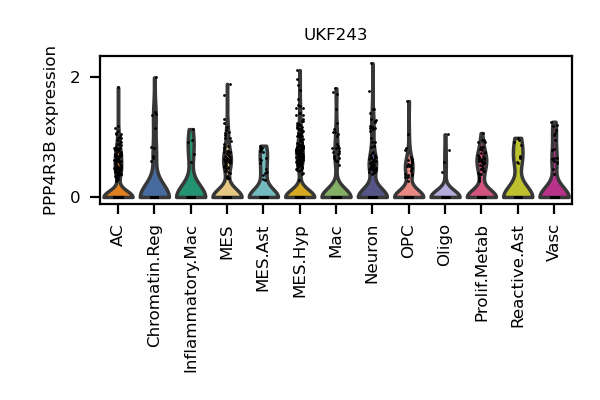 UKF243
PPP4R3B expression
2
0
AC
Chromatin.Reg
Inflammatory.Mac
MES
MES.Ast
MES.Hyp
Mac
Neuron
OPC
Oligo
Prolif.Metab
Reactive.Ast
Vasc